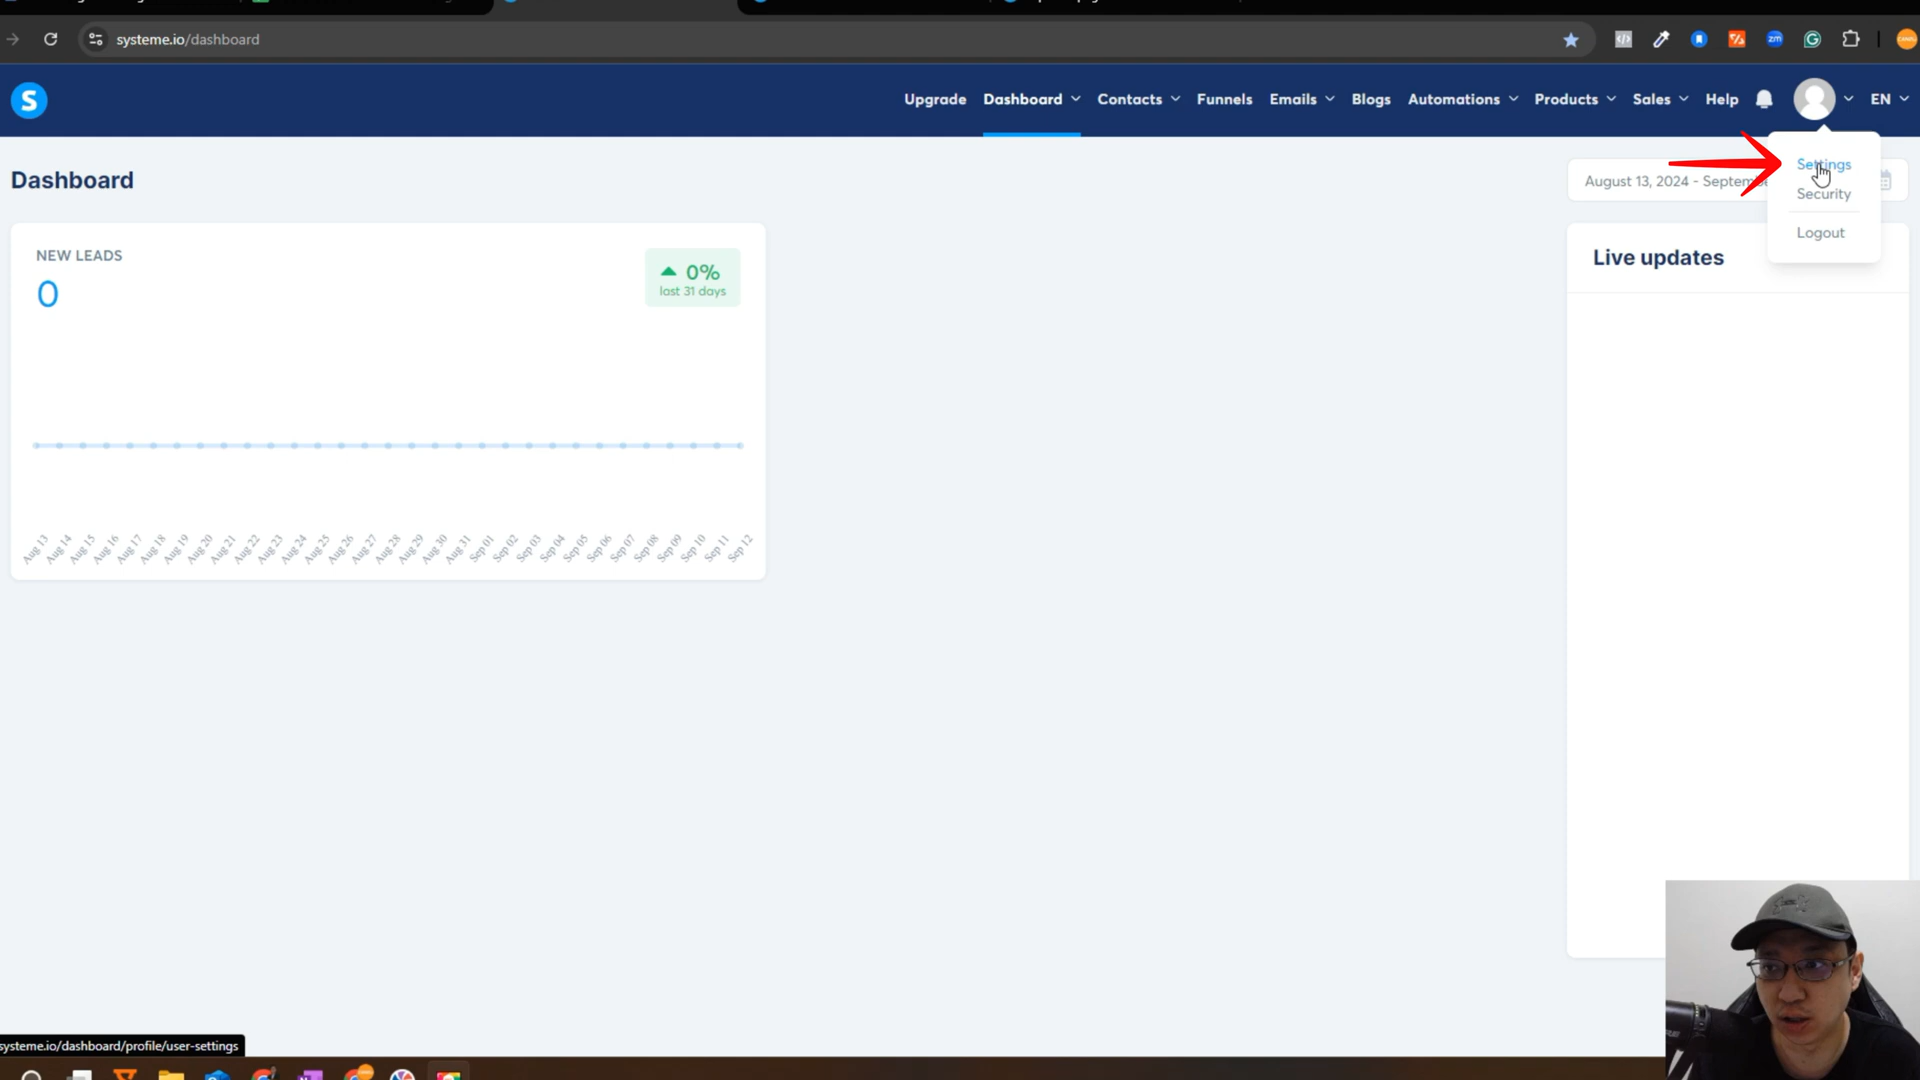 systeme.io/dashboard
zm
S
Upgrade Dashboard Contacts Funnels Emails Blogs Automations Products Sales Help EN
Settings
Security
Logout
Dashboard
August 13, 2024 -
NEW LEADS
0
0%
last 31 days
Live updates
Aug 13 Aug 14 Aug 15 Aug 16 Aug 17 Aug 18 Aug 19 Aug 20 Aug 21 Aug 22 Aug 23 Aug 24 Aug 25 Aug 26 Aug 27 Aug 28 Aug 29 Aug 30 Aug 31 Sep 01 Sep 02 Sep 03 Sep 04 Sep 05 Sep 06 Sep 07 Sep 08 Sep 09 Sep 10 Sep 11 Sep 12
systeme.io/dashboard/profile/user-settings